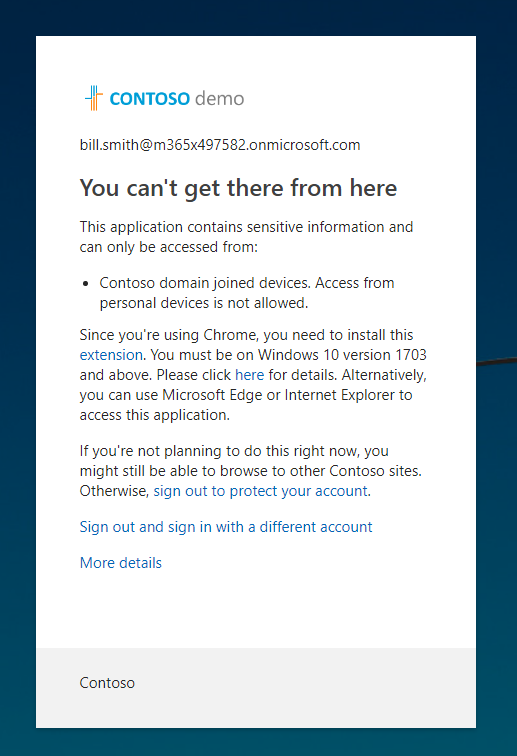 CONTOSO demo
bill.smith@m365x497582.onmicrosoft.com
You can't get there from here
This application contains sensitive information and
can only be accessed from:
• Contoso domain joined devices. Access from
personal devices is not allowed.
Since you're using Chrome, you need to install this
extension. You must be on Windows 10 version 1703
and above. Please click here for details. Alternatively,
you can use Microsoft Edge or Internet Explorer to
access this application.
If you're not planning to do this right now, you
might still be able to browse to other Contoso sites.
Otherwise, sign out to protect your account.
Sign out and sign in with a different account
More details
Contoso